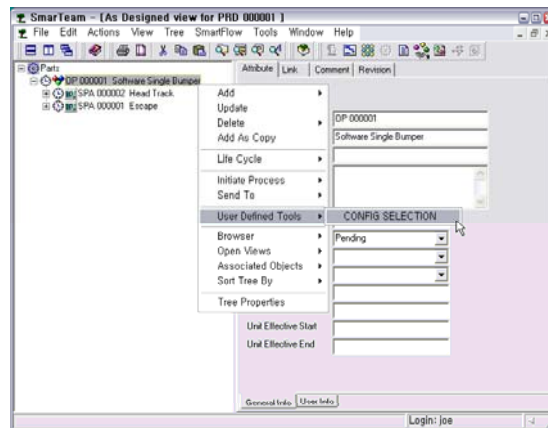 SmarTeam - [As Designed view for PRD 000001 ]
File Edit Actions View Tree SmartFlow Tools Window Help
Parts
DP 000001 Software Single Bumper
SPA 000002 Head Track
SPA 000001 Escape
Attribute Link Comment Revision
Add
Update
Delete
Add As Copy
Life Cycle
Initiate Process
Send To
User Defined Tools
CONFIG SELECTION
Browser
Open Views
Associated Objects
Sort Tree By
Tree Properties
DP 000001
Software Single Bumper
Pending
Unit Effective Start
Unit Effective End
General Info User Info
Login: joe